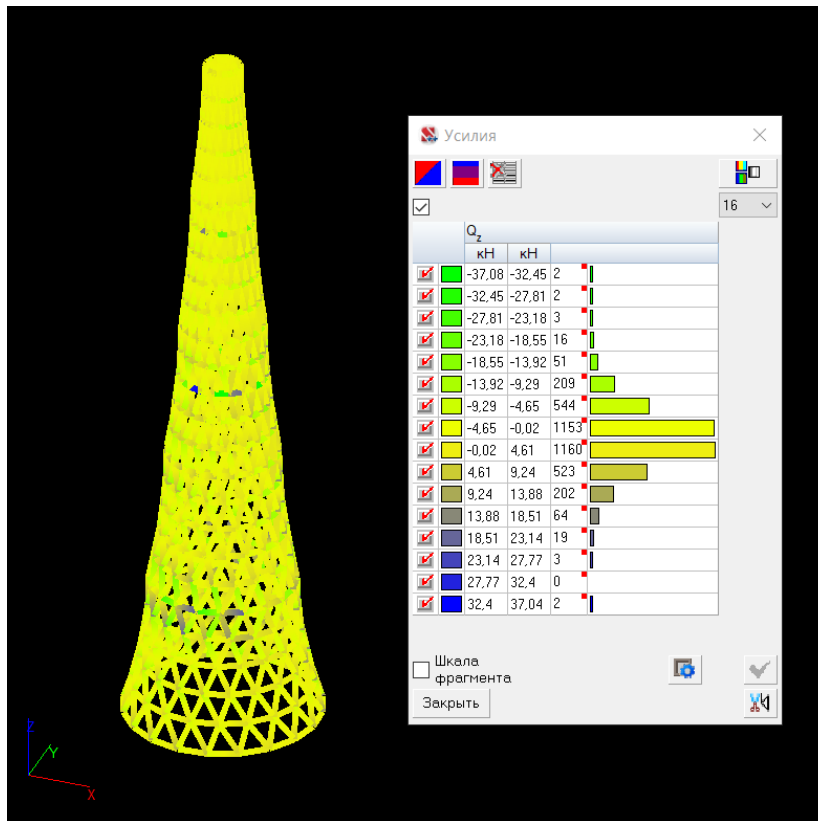 Усилия
16
Qz
кН кН
-37,08 -32,45 2
-32,45 -27,81 2
-27,81 -23,18 3
-23,18 -18,55 16
-18,55 -13,92 51
-13,92 -9,29 209
-9,29 -4,65 544
-4,65 -0,02 1153
-0,02 4,61 1160
4,61 9,24 523
9,24 13,88 202
13,88 18,51 64
18,51 23,14 19
23,14 27,77 3
27,77 32,4 0
32,4 37,04 2
Шкала
фрагмента
Закрыть
Z
Y
X